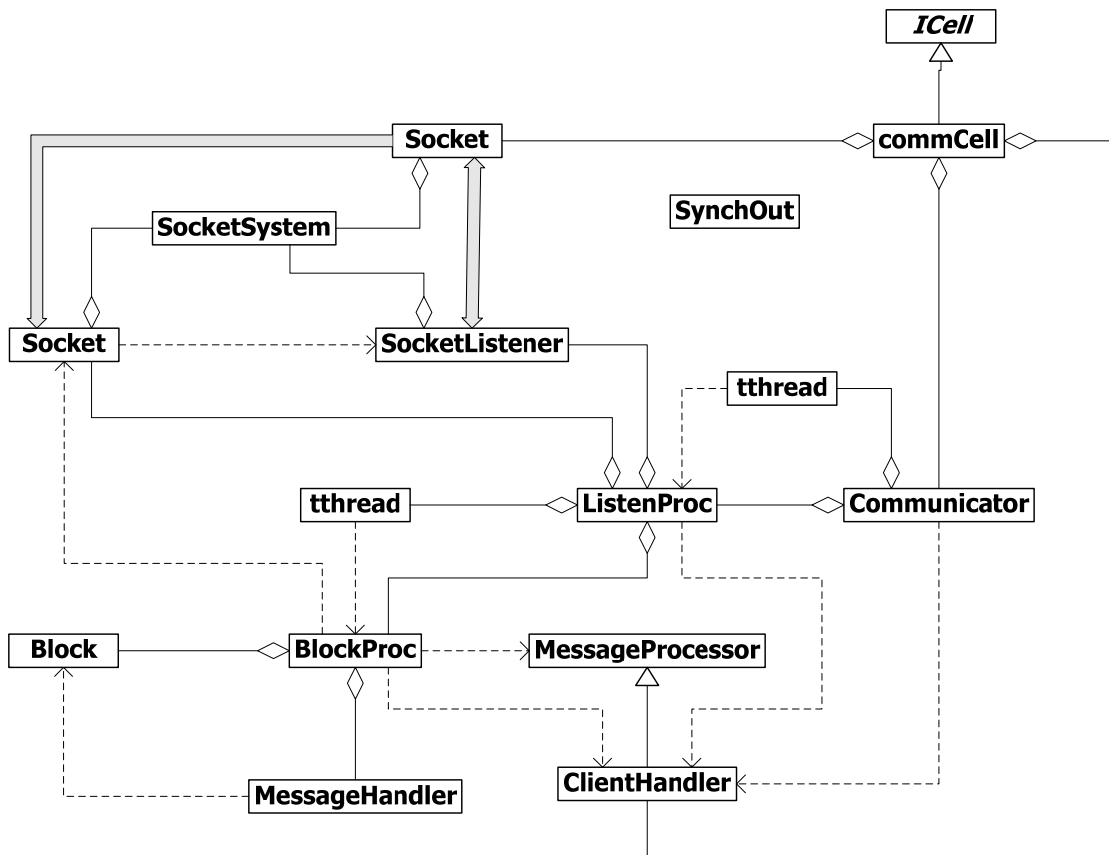 ICell
Socket
commCell
SynchOut
SocketSystem
Socket
SocketListener
tthread
tthread
ListenProc
Communicator
Block
BlockProc
MessageProcessor
MessageHandler
ClientHandler